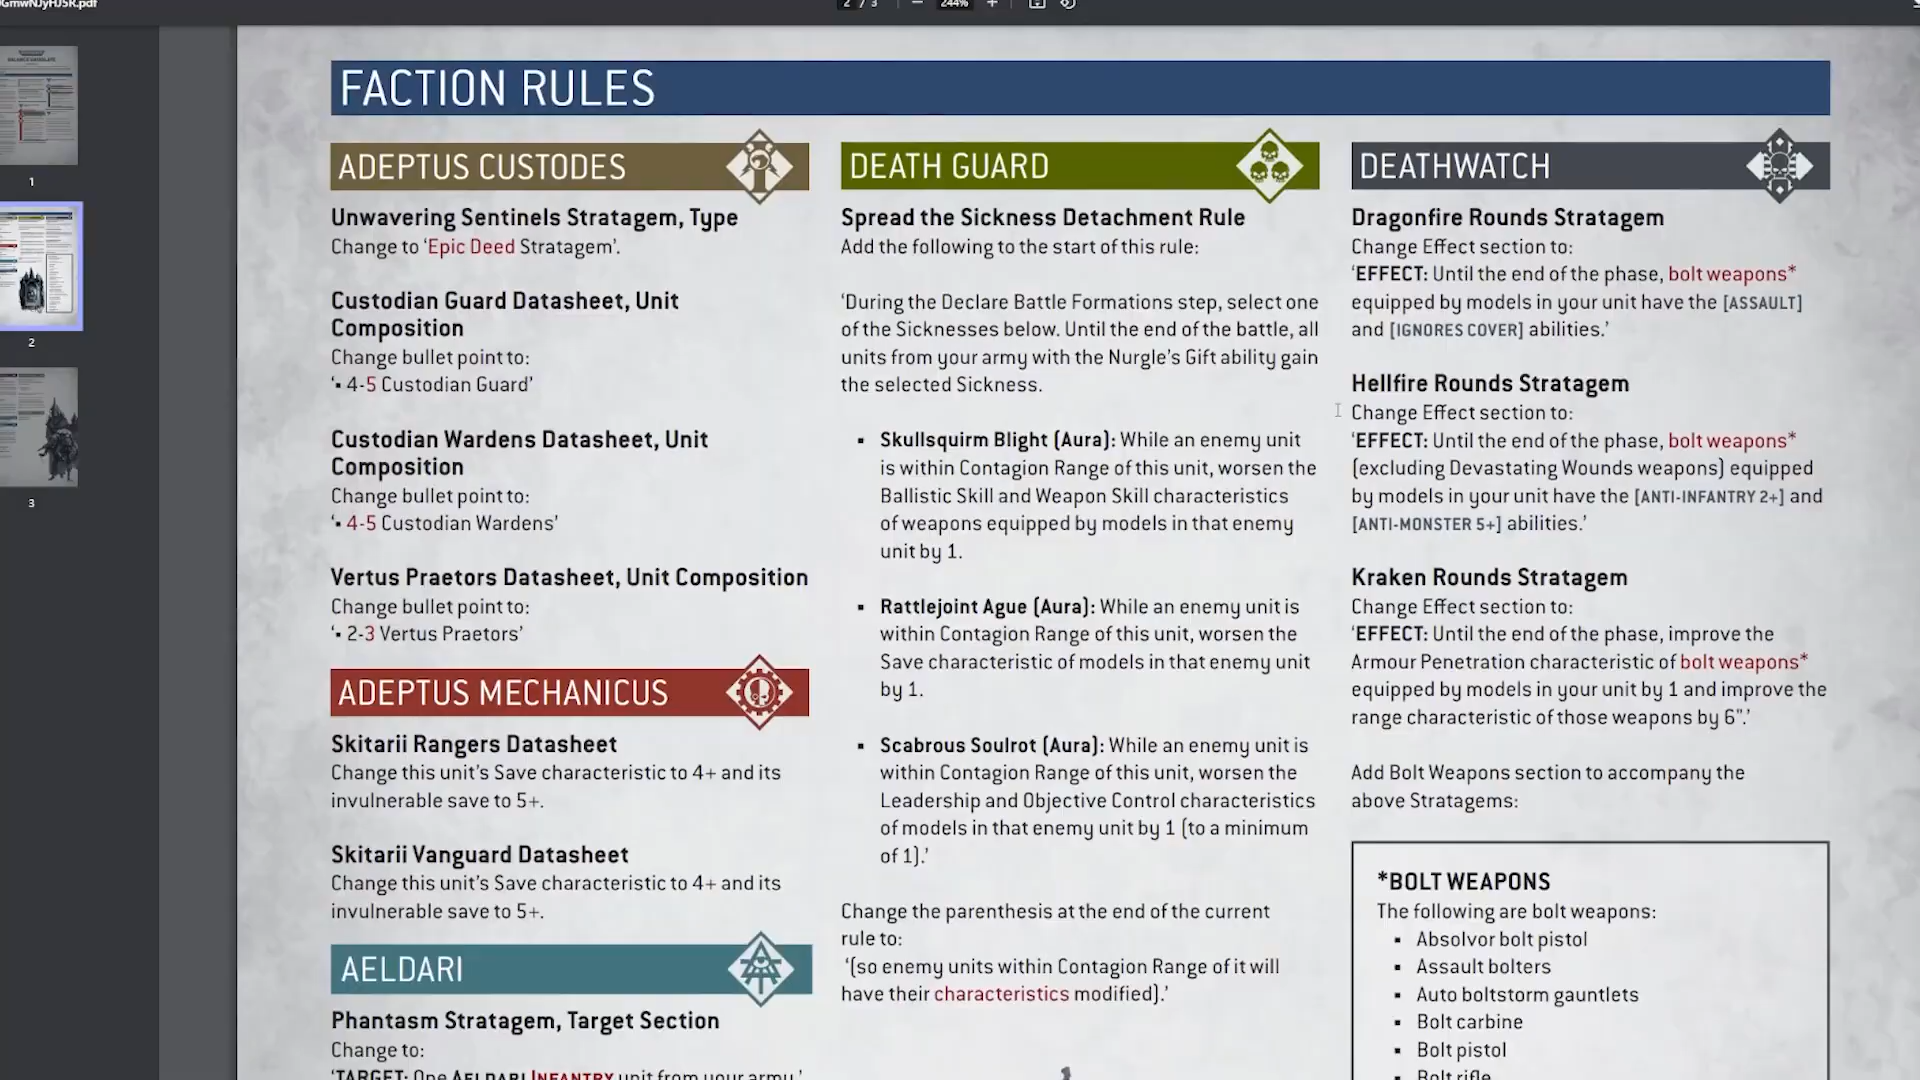 GmwNJyHJ5R.pdf
2 / 3
244%
1
2
3
FACTION RULES
ADEPTUS CUSTODES
Unwavering Sentinels Stratagem, Type
Change to ‘Epic Deed Stratagem’.
Custodian Guard Datasheet, Unit
Composition
Change bullet point to:
‘▪ 4-5 Custodian Guard’
Custodian Wardens Datasheet, Unit
Composition
Change bullet point to:
‘▪ 4-5 Custodian Wardens’
Vertus Praetors Datasheet, Unit Composition
Change bullet point to:
‘▪ 2-3 Vertus Praetors’
ADEPTUS MECHANICUS
Skitarii Rangers Datasheet
Change this unit’s Save characteristic to 4+ and its
invulnerable save to 5+.
Skitarii Vanguard Datasheet
Change this unit’s Save characteristic to 4+ and its
invulnerable save to 5+.
AELDARI
Phantasm Stratagem, Target Section
Change to:
‘TARGET: One AELDARI INFANTRY unit from your army.’
DEATH GUARD
Spread the Sickness Detachment Rule
Add the following to the start of this rule:
‘During the Declare Battle Formations step, select one
of the Sicknesses below. Until the end of the battle, all
units from your army with the Nurgle’s Gift ability gain
the selected Sickness.
▪ Skullsquirm Blight (Aura): While an enemy unit
is within Contagion Range of this unit, worsen the
Ballistic Skill and Weapon Skill characteristics
of weapons equipped by models in that enemy
unit by 1.
▪ Rattlejoint Ague (Aura): While an enemy unit is
within Contagion Range of this unit, worsen the
Save characteristic of models in that enemy unit
by 1.
▪ Scabrous Soulrot (Aura): While an enemy unit is
within Contagion Range of this unit, worsen the
Leadership and Objective Control characteristics
of models in that enemy unit by 1 (to a minimum
of 1).’
Change the parenthesis at the end of the current
rule to:
‘(so enemy units within Contagion Range of it will
have their characteristics modified).’
DEATHWATCH
Dragonfire Rounds Stratagem
Change Effect section to:
‘EFFECT: Until the end of the phase, bolt weapons*
equipped by models in your unit have the [ASSAULT]
and [IGNORES COVER] abilities.’
Hellfire Rounds Stratagem
Change Effect section to:
‘EFFECT: Until the end of the phase, bolt weapons*
(excluding Devastating Wounds weapons) equipped
by models in your unit have the [ANTI-INFANTRY 2+] and
[ANTI-MONSTER 5+] abilities.’
Kraken Rounds Stratagem
Change Effect section to:
‘EFFECT: Until the end of the phase, improve the
Armour Penetration characteristic of bolt weapons*
equipped by models in your unit by 1 and improve the
range characteristic of those weapons by 6".’
Add Bolt Weapons section to accompany the
above Stratagems:
*BOLT WEAPONS
The following are bolt weapons:
▪ Absolvor bolt pistol
▪ Assault bolters
▪ Auto boltstorm gauntlets
▪ Bolt carbine
▪ Bolt pistol
▪ Bolt rifle